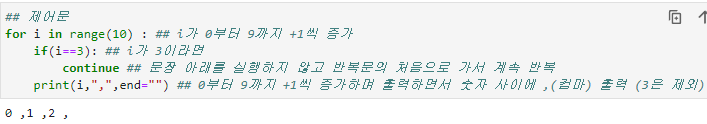 ## 제어문
for i in range(10) : ## i가 0부터 9까지 +1씩 증가
    if(i==3): ## i가 3이라면
        continue ## 문장 아래를 실행하지 않고 반복문의 처음으로 가서 계속 반복
    print(i,",",end="") ## 0부터 9까지 +1씩 증가하며 출력하면서 숫자 사이에 ,(컴마) 출력 (3은 제외)
0 ,1 ,2 ,